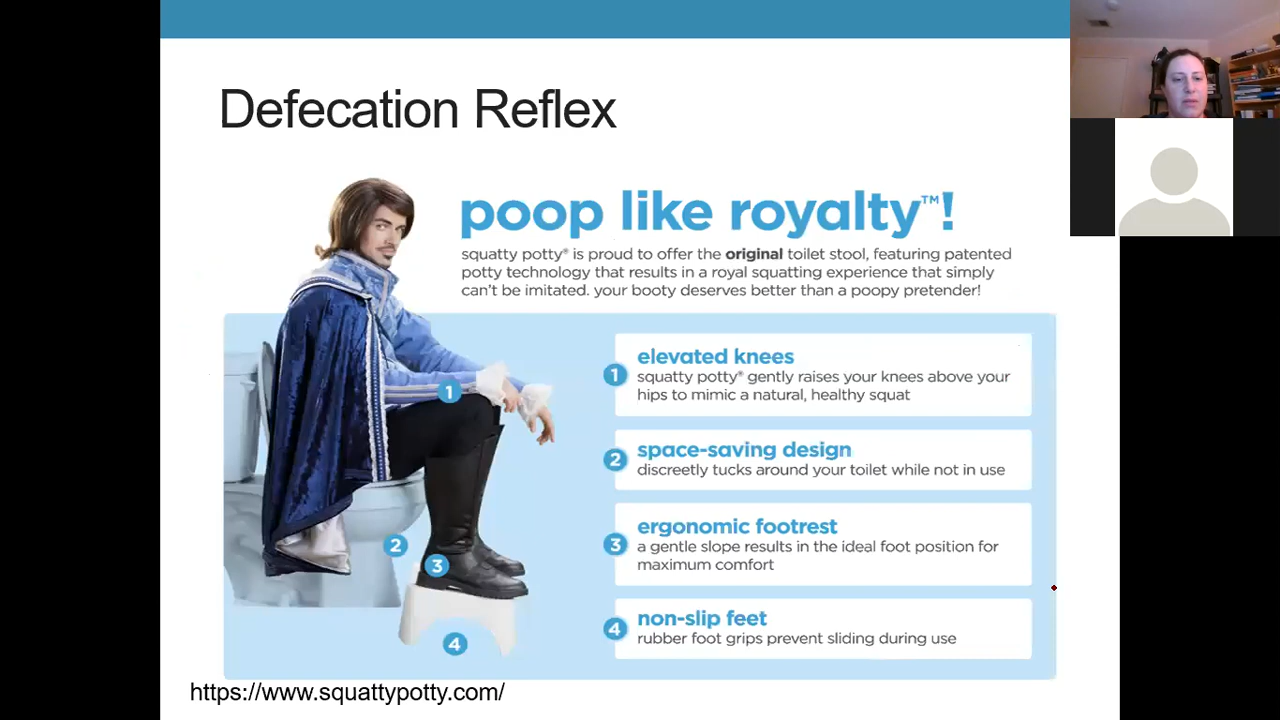 Defecation Reflex
poop like royalty™!
squatty potty® is proud to offer the original toilet stool, featuring patented
potty technology that results in a royal squatting experience that simply
can't be imitated. your booty deserves better than a poopy pretender!
1
elevated knees
squatty potty® gently raises your knees above your
hips to mimic a natural, healthy squat
2
space-saving design
discreetly tucks around your toilet while not in use
3
ergonomic footrest
a gentle slope results in the ideal foot position for
maximum comfort
4
non-slip feet
rubber foot grips prevent sliding during use
1
2
3
4
https://www.squattypotty.com/